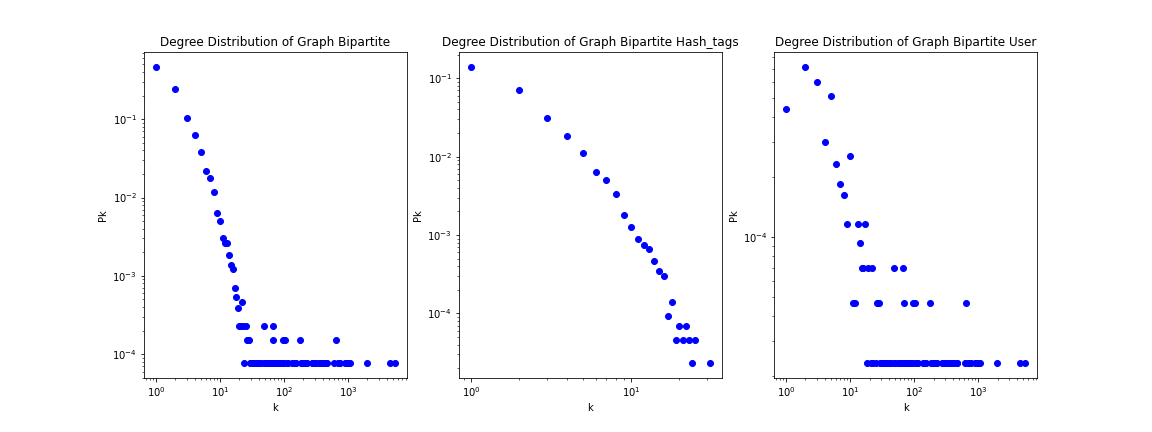 Degree Distribution of Graph Bipartite
Pk
10⁻¹
10⁻²
10⁻³
10⁻⁴
10⁰
10¹
10²
10³
k
Degree Distribution of Graph Bipartite Hash_tags
Pk
10⁻¹
10⁻²
10⁻³
10⁻⁴
10⁰
10¹
k
Degree Distribution of Graph Bipartite User
Pk
10⁻⁴
10⁰
10¹
10²
10³
k